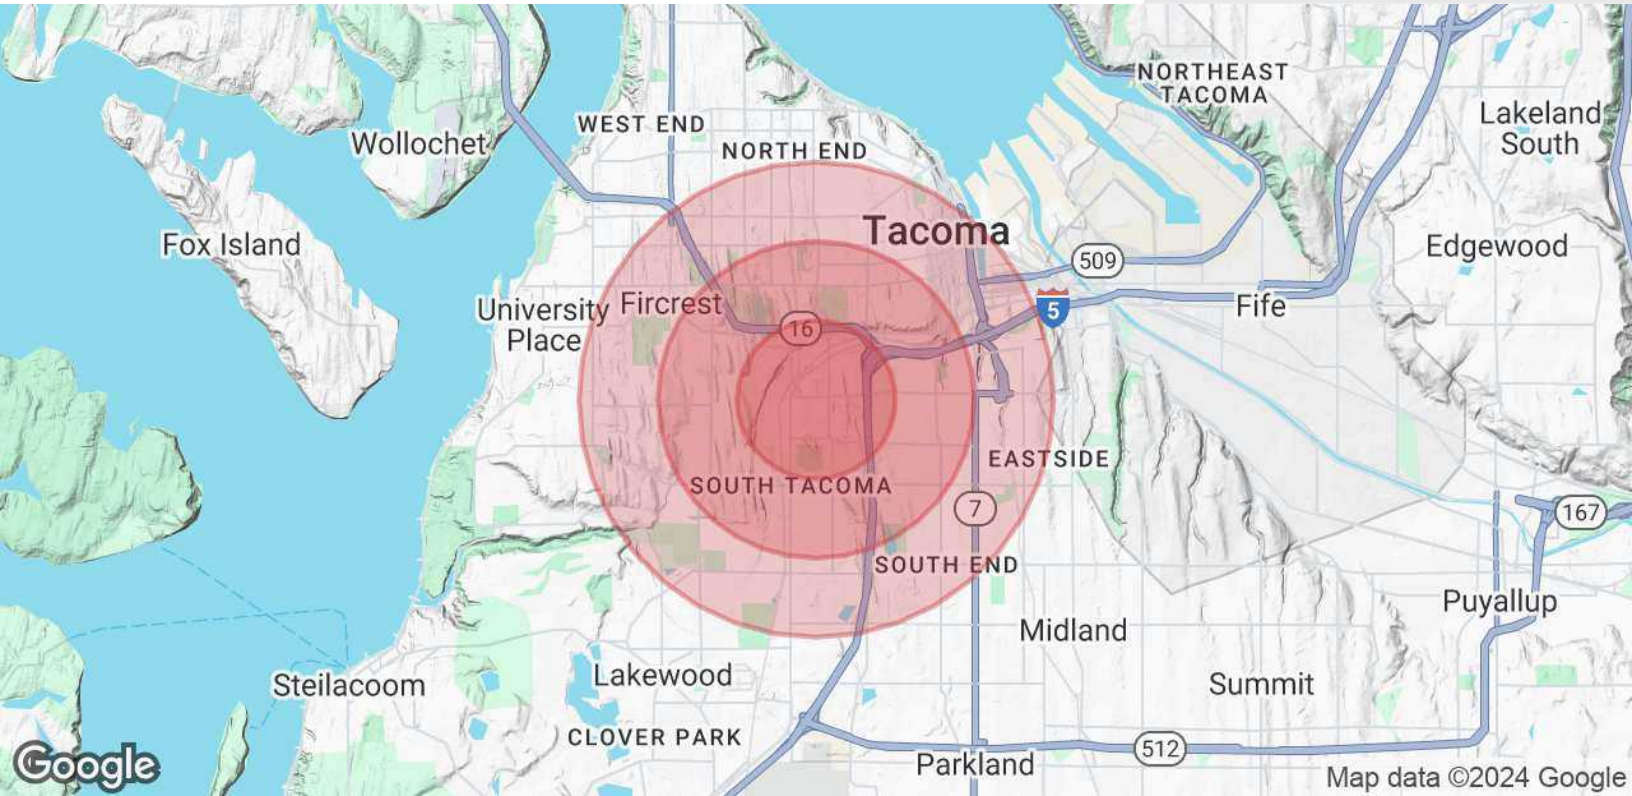 NORTHEAST
TACOMA
Lakeland
South
WEST END
Wollochet
NORTH END
Tacoma
Fox Island
Edgewood
509
University
Place
Fircrest
5
Fife
16
EASTSIDE
SOUTH TACOMA
7
167
SOUTH END
Puyallup
Midland
Lakewood
Steilacoom
Summit
CLOVER PARK
512
Parkland
Google
Map data ©2024 Google